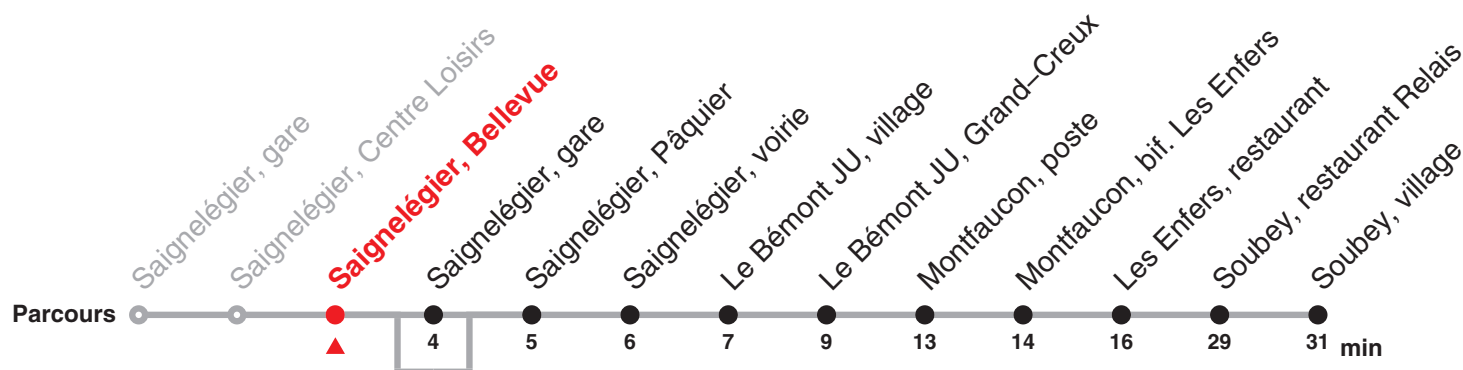 Saignelégier, gare
Saignelégier, Centre Loisirs
Saignelégier, Bellevue
Saignelégier, gare
Saignelégier, Pâquier
Saignelégier, voirie
Le Bémont JU, village
Le Bémont JU, Grand–Creux
Montfaucon, poste
Montfaucon, bif. Les Enfers
Les Enfers, restaurant
Soubey, restaurant Relais
Soubey, village
Parcours
4 5 6 7 9 13 14 16 29 31 min